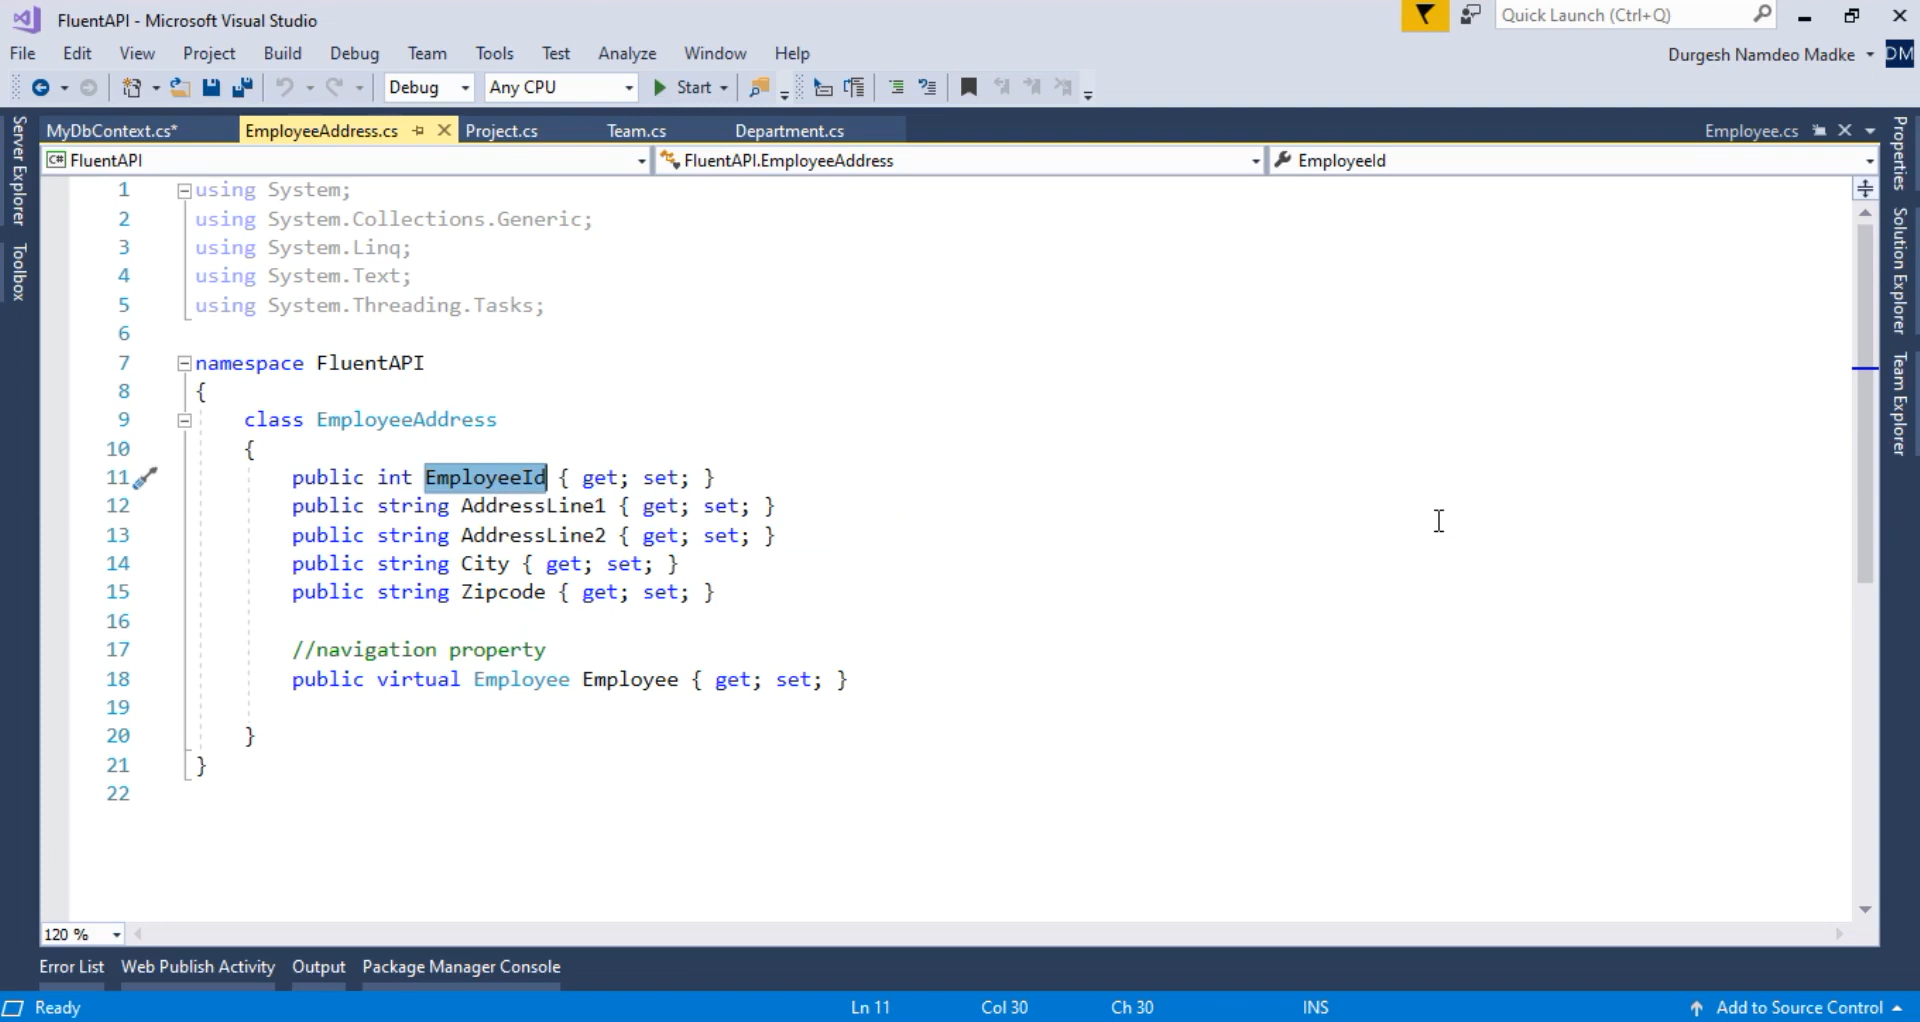 FluentAPI - Microsoft Visual Studio
Quick Launch (Ctrl+Q)
File Edit View Project Build Debug Team Tools Test Analyze Window Help
Durgesh Namdeo Madke DM
Debug Any CPU Start
MyDbContext.cs* EmployeeAddress.cs Project.cs Team.cs Department.cs Employee.cs
C# FluentAPI FluentAPI.EmployeeAddress EmployeeId
Server Explorer
Toolbox
1 using System;
2 using System.Collections.Generic;
3 using System.Linq;
4 using System.Text;
5 using System.Threading.Tasks;
6
7 namespace FluentAPI
8 {
9 class EmployeeAddress
10 {
11 public int EmployeeId { get; set; }
12 public string AddressLine1 { get; set; }
13 public string AddressLine2 { get; set; }
14 public string City { get; set; }
15 public string Zipcode { get; set; }
16
17 //navigation property
18 public virtual Employee Employee { get; set; }
19
20 }
21 }
22
Properties
Solution Explorer
Team Explorer
120 %
Error List Web Publish Activity Output Package Manager Console
Ready Ln 11 Col 30 Ch 30 INS Add to Source Control